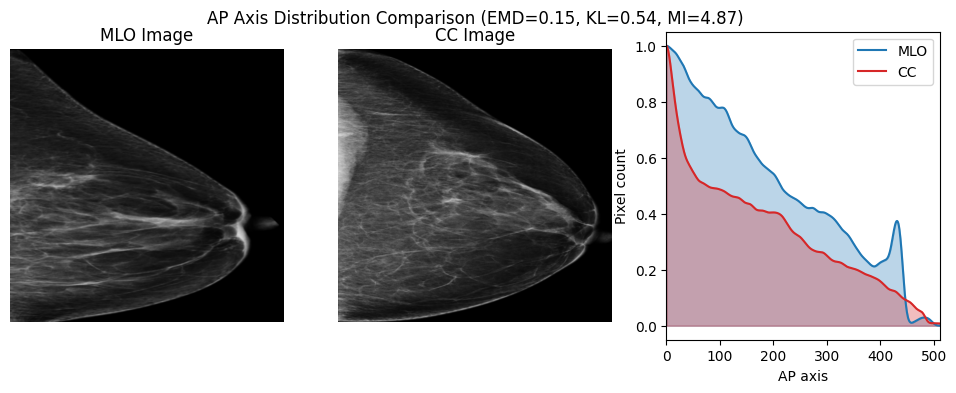 AP Axis Distribution Comparison (EMD=0.15, KL=0.54, MI=4.87)
MLO Image
CC Image
MLO
CC
Pixel count
1.0
0.8
0.6
0.4
0.2
0.0
0 100 200 300 400 500
AP axis